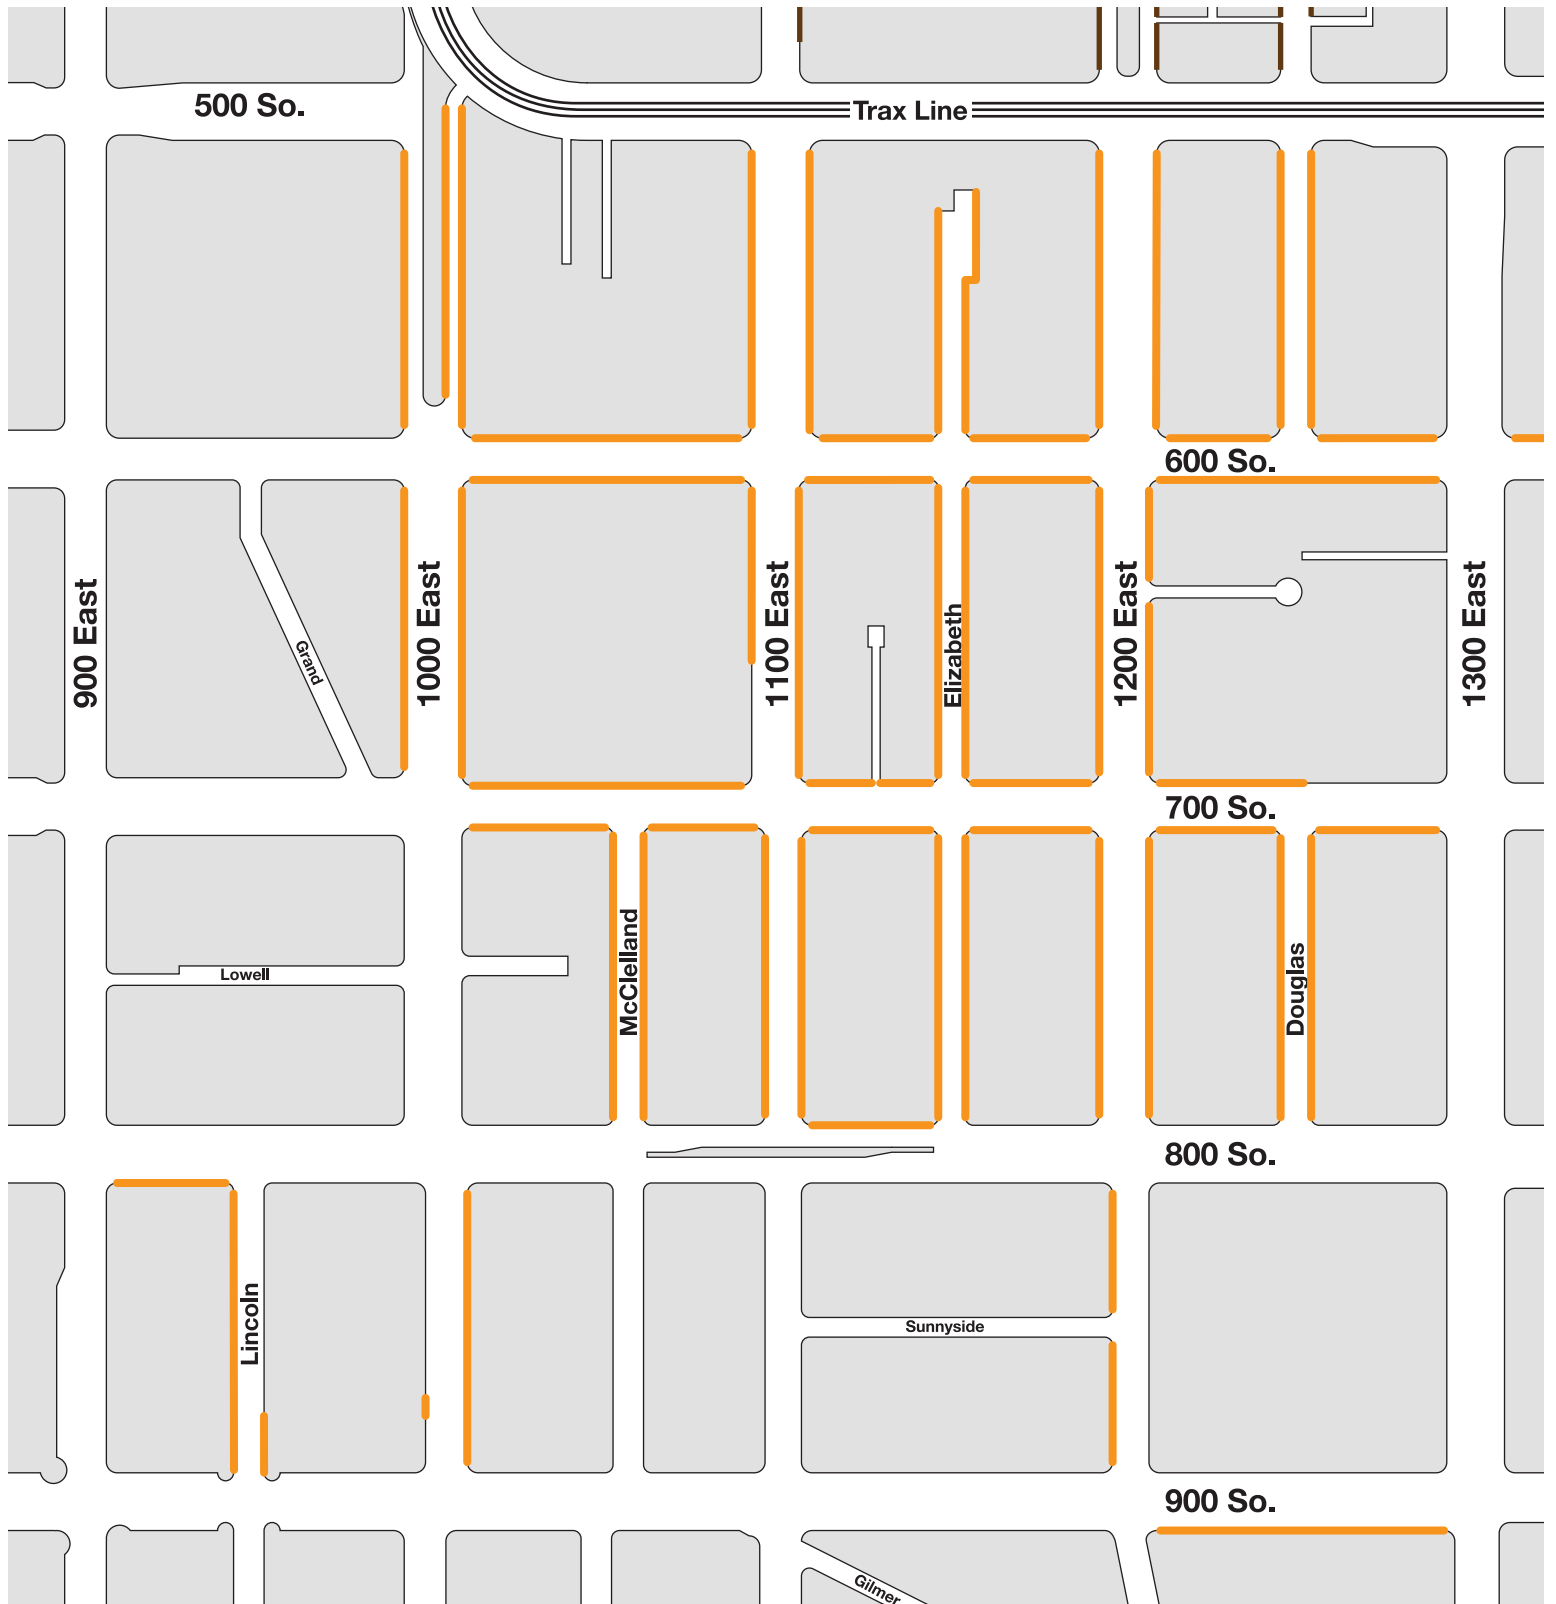 500 So.
Trax Line
600 So.
900 East
Grand
1000 East
1100 East
Elizabeth
1200 East
1300 East
700 So.
Lowell
McClelland
Douglas
800 So.
Lincoln
Sunnyside
900 So.
Gilmer